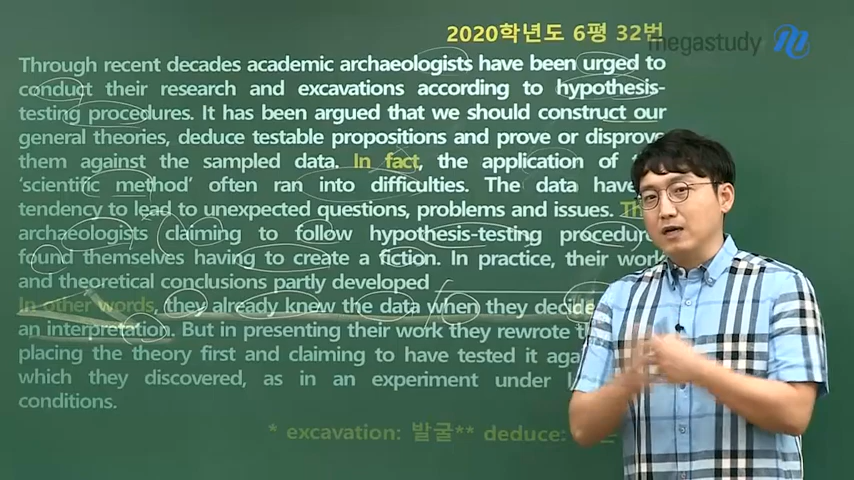 2020학년도 6평 32번
megastudy
Through recent decades academic archaeologists have been urged to
conduct their research and excavations according to hypothesis-
testing procedures. It has been argued that we should construct our
general theories, deduce testable propositions and prove or disprove
them against the sampled data. In fact, the application of
'scientific method' often ran into difficulties. The data have
tendency to lead to unexpected questions, problems and issues.
archaeologists claiming to follow hypothesis-testing
found themselves having to create a fiction. In practice, their work
and theoretical conclusions partly developed
In other words, they already knew the data when they
an interpretation. But in presenting their work they rewrote
placing the theory first and claiming to have tested it
which they discovered, as in an experiment under
conditions.
* excavation: 발굴** deduce: